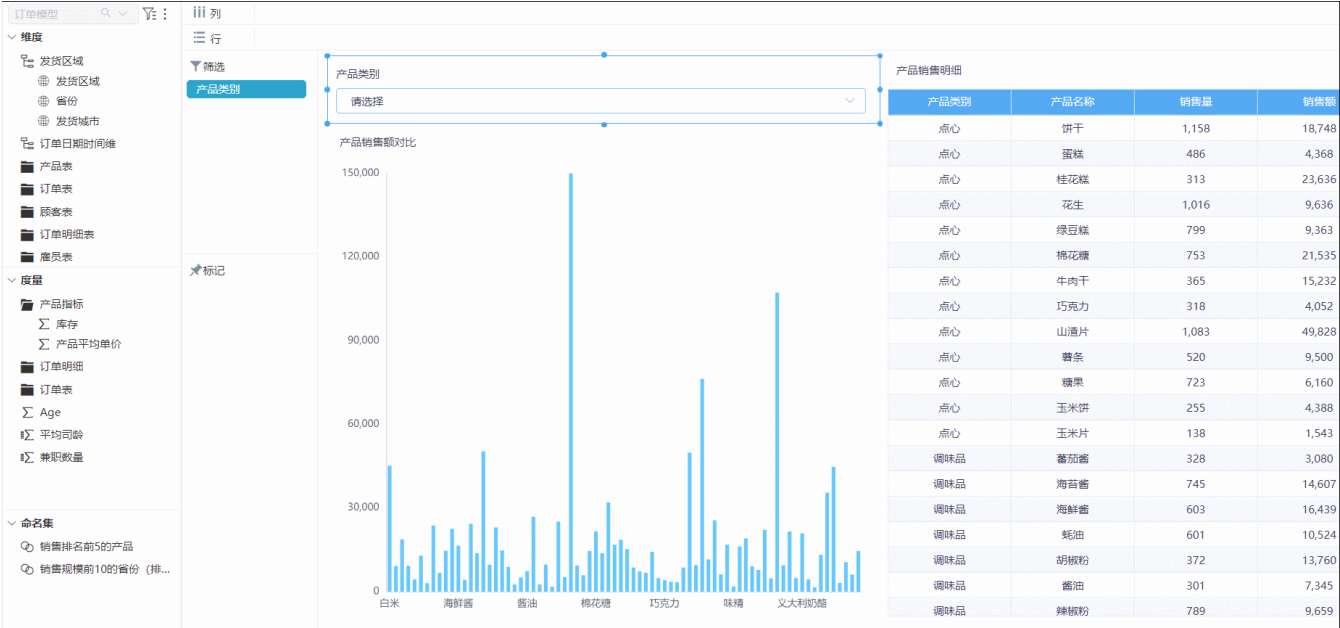 订单模型
维度
发货区域
发货区域
省份
发货城市
订单日期时间维
产品表
订单表
顾客表
订单明细表
雇员表
度量
产品指标
库存
产品平均单价
订单明细
订单表
Age
平均司龄
兼职数量
命名集
销售排名前5的产品
销售规模前10的省份（排...
列
行
筛选
产品类别
标记
产品类别
请选择
产品销售额对比
150,000
120,000
90,000
60,000
30,000
0
白米 海鲜酱 酱油 棉花糖 巧克力 味精 义大利奶酪
产品销售明细
产品类别 产品名称 销售量 销售额
点心 饼干 1,158 18,748
点心 蛋糕 486 4,368
点心 桂花糕 313 23,636
点心 花生 1,016 9,636
点心 绿豆糕 799 9,363
点心 棉花糖 753 21,535
点心 牛肉干 365 15,232
点心 巧克力 318 4,052
点心 山渣片 1,083 49,828
点心 薯条 520 9,500
点心 糖果 723 6,160
点心 玉米饼 255 4,388
点心 玉米片 138 1,543
调味品 蕃茄酱 328 3,080
调味品 海苔酱 745 14,607
调味品 海鲜酱 603 16,439
调味品 蚝油 601 10,524
调味品 胡椒粉 372 13,760
调味品 酱油 301 7,345
调味品 辣椒粉 789 9,659